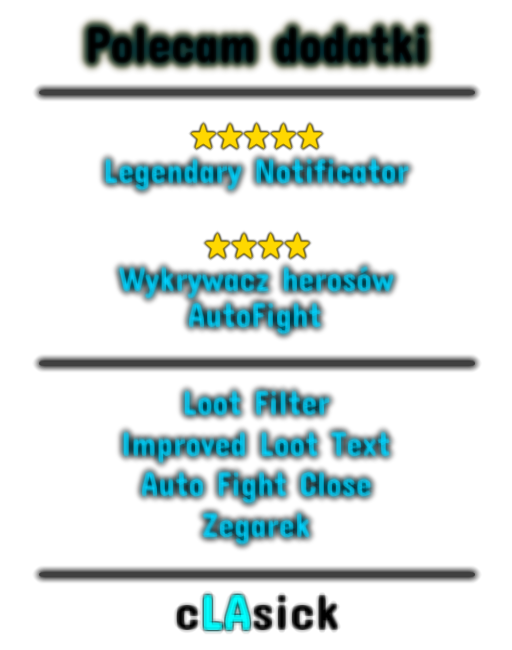 Polecam dodatki
Legendary Notificator
Wykrywacz herosów
AutoFight
Loot Filter
Improved Loot Text
Auto Fight Close
Zegarek
cLAsick